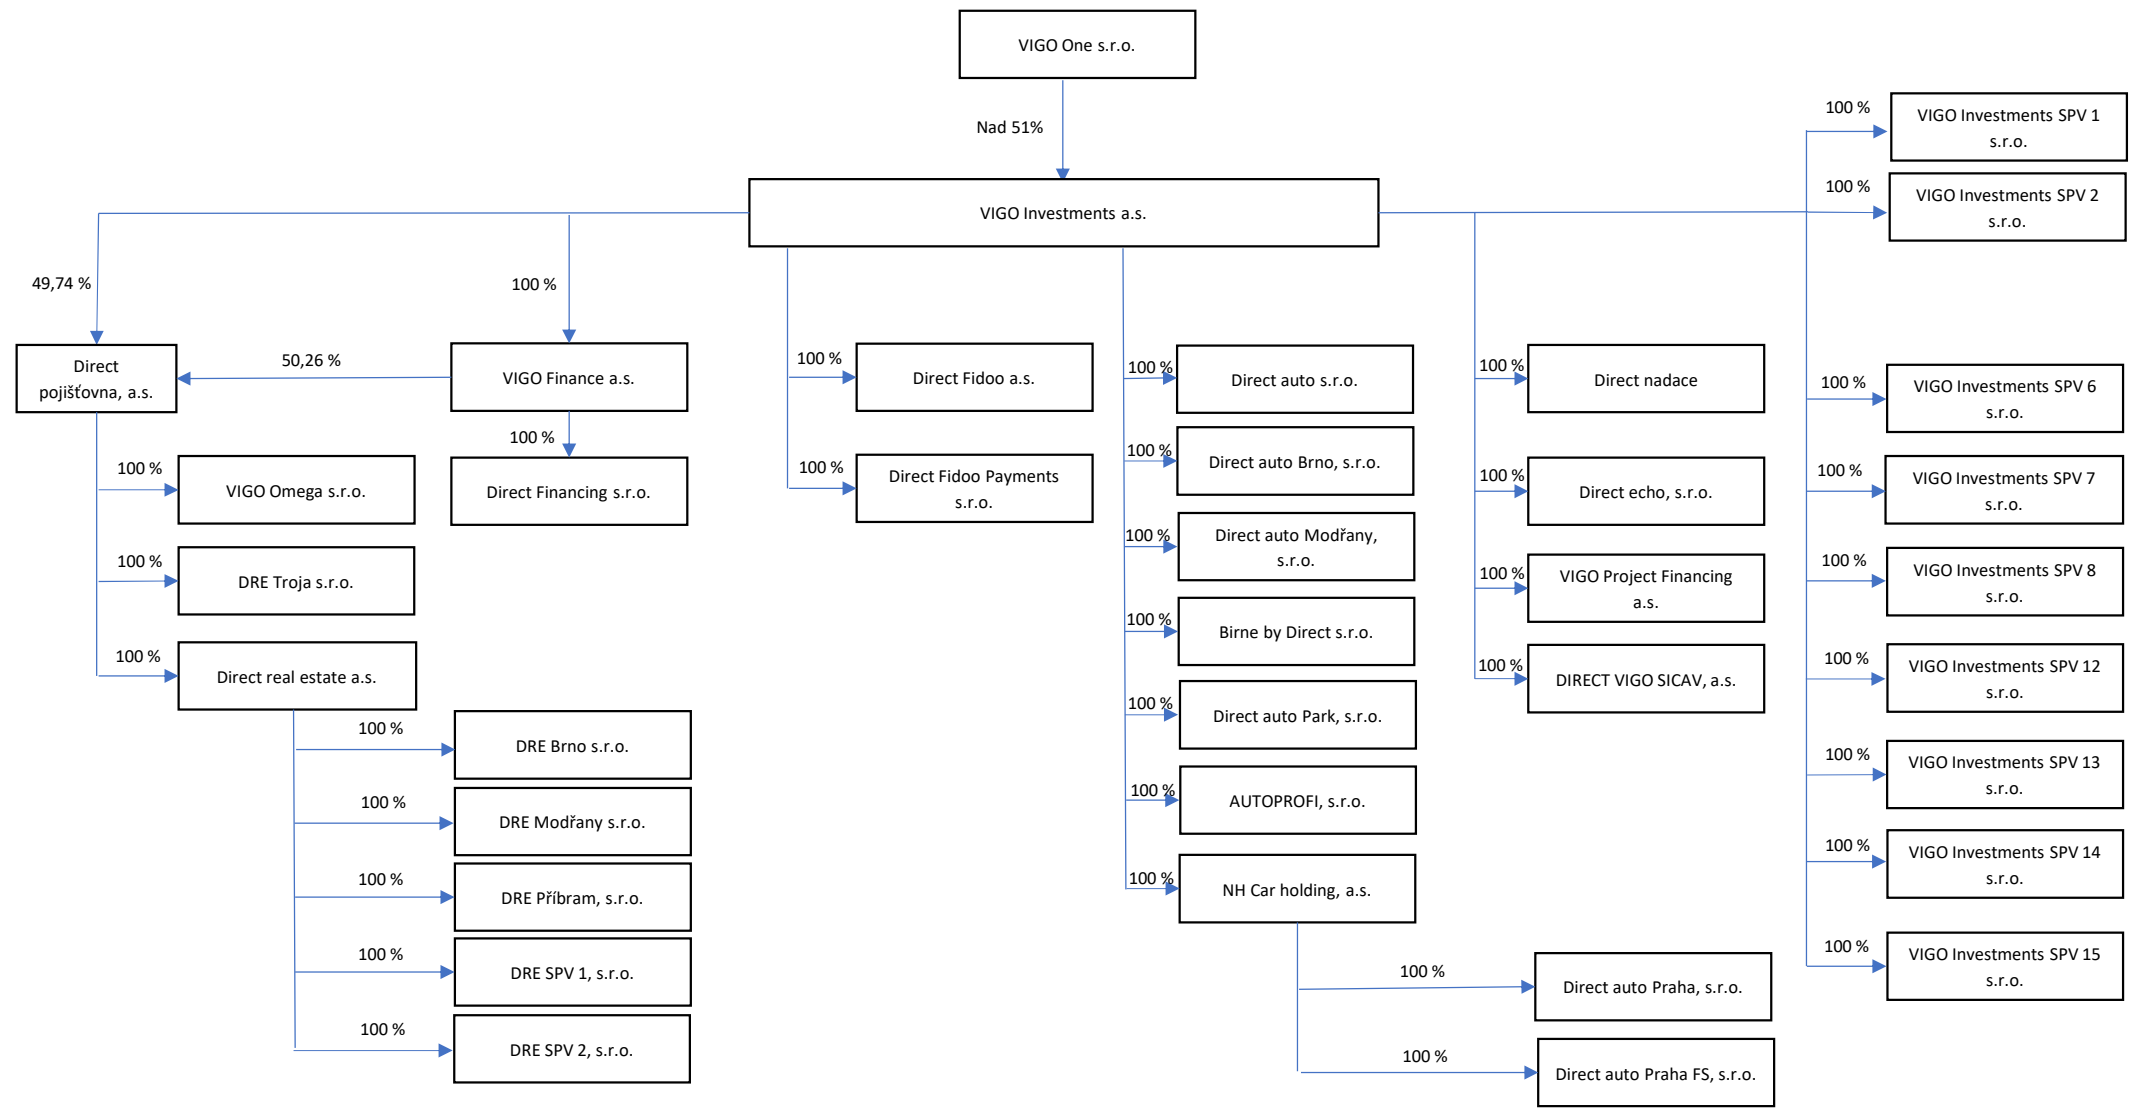 VIGO One s.r.o.
Nad 51%
VIGO Investments a.s.
49,74 %
100 %
Direct
pojišťovna, a.s.
50,26 %
VIGO Finance a.s.
100 %
Direct Financing s.r.o.
100 %
VIGO Omega s.r.o.
100 %
DRE Troja s.r.o.
100 %
Direct real estate a.s.
100 %
DRE Brno s.r.o.
100 %
DRE Modřany s.r.o.
100 %
DRE Příbram, s.r.o.
100 %
DRE SPV 1, s.r.o.
100 %
DRE SPV 2, s.r.o.
100 %
Direct Fidoo a.s.
100 %
Direct Fidoo Payments
s.r.o.
100 %
Direct auto s.r.o.
100 %
Direct auto Brno, s.r.o.
100 %
Direct auto Modřany,
s.r.o.
100 %
Birne by Direct s.r.o.
100 %
Direct auto Park, s.r.o.
100 %
AUTOPROFI, s.r.o.
100 %
NH Car holding, a.s.
100 %
Direct auto Praha, s.r.o.
100 %
Direct auto Praha FS, s.r.o.
100 %
Direct nadace
100 %
Direct echo, s.r.o.
100 %
VIGO Project Financing
a.s.
100 %
DIRECT VIGO SICAV, a.s.
100 %
VIGO Investments SPV 1
s.r.o.
100 %
VIGO Investments SPV 2
s.r.o.
100 %
VIGO Investments SPV 6
s.r.o.
100 %
VIGO Investments SPV 7
s.r.o.
100 %
VIGO Investments SPV 8
s.r.o.
100 %
VIGO Investments SPV 12
s.r.o.
100 %
VIGO Investments SPV 13
s.r.o.
100 %
VIGO Investments SPV 14
s.r.o.
100 %
VIGO Investments SPV 15
s.r.o.